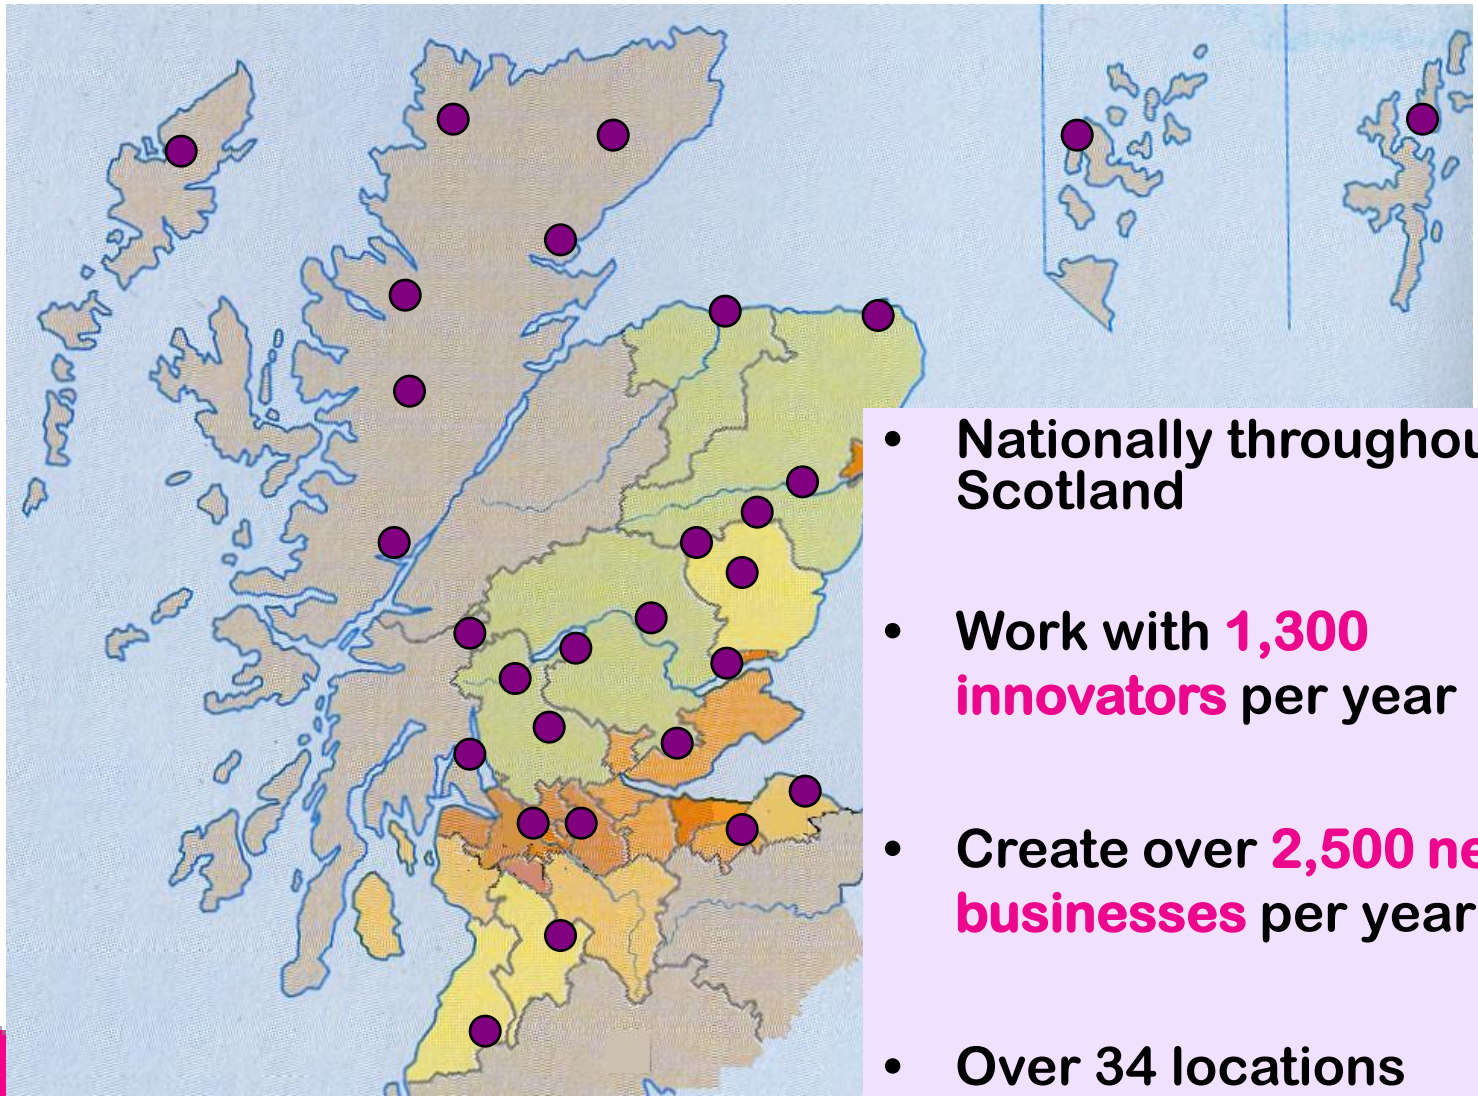 • Nationally throughou
Scotland
• Work with 1,300
innovators per year
• Create over 2,500 ne
businesses per year
• Over 34 locations